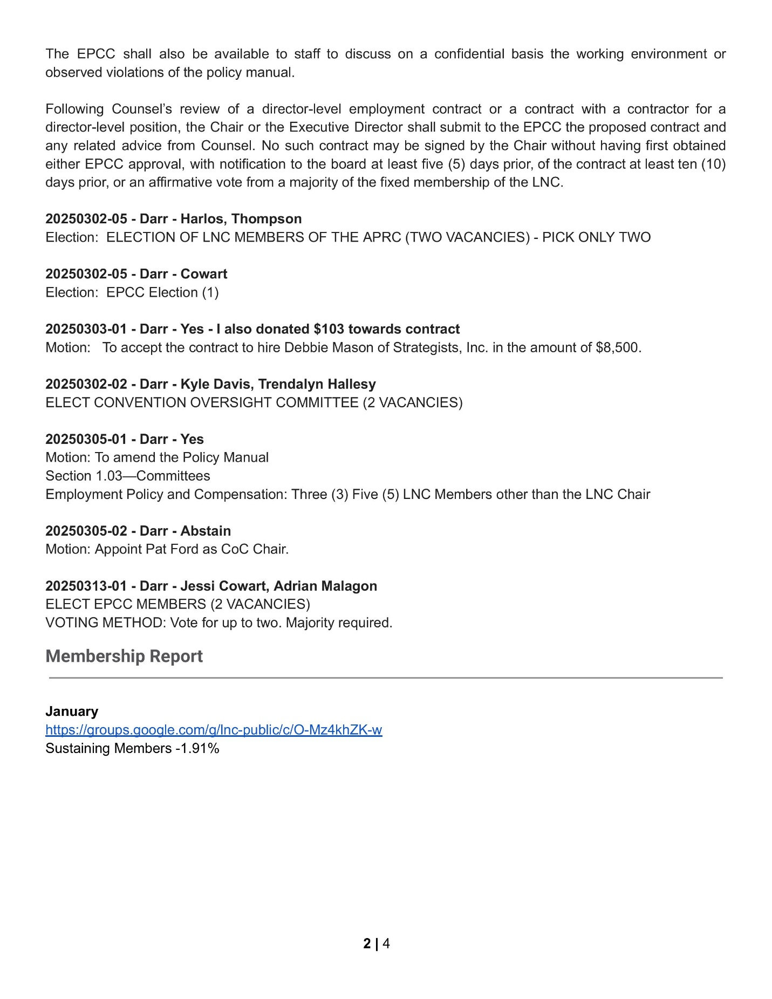 The EPCC shall also be available to staff to discuss on a confidential basis the working environment or
observed violations of the policy manual.
Following Counsel’s review of a director-level employment contract or a contract with a contractor for a
director-level position, the Chair or the Executive Director shall submit to the EPCC the proposed contract and
any related advice from Counsel. No such contract may be signed by the Chair without having first obtained
either EPCC approval, with notification to the board at least five (5) days prior, of the contract at least ten (10)
days prior, or an affirmative vote from a majority of the fixed membership of the LNC.
20250302-05 - Darr - Harlos, Thompson
Election:  ELECTION OF LNC MEMBERS OF THE APRC (TWO VACANCIES) - PICK ONLY TWO
20250302-05 - Darr - Cowart
Election:  EPCC Election (1)
20250303-01 - Darr - Yes - I also donated $103 towards contract
Motion:   To accept the contract to hire Debbie Mason of Strategists, Inc. in the amount of $8,500.
20250302-02 - Darr - Kyle Davis, Trendalyn Hallesy
ELECT CONVENTION OVERSIGHT COMMITTEE (2 VACANCIES)
20250305-01 - Darr - Yes
Motion: To amend the Policy Manual
Section 1.03—Committees
Employment Policy and Compensation: Three (3) Five (5) LNC Members other than the LNC Chair
20250305-02 - Darr - Abstain
Motion: Appoint Pat Ford as CoC Chair.
20250313-01 - Darr - Jessi Cowart, Adrian Malagon
ELECT EPCC MEMBERS (2 VACANCIES)
VOTING METHOD: Vote for up to two. Majority required.
Membership Report
January
https://groups.google.com/g/lnc-public/c/O-Mz4khZK-w
Sustaining Members -1.91%
2 | 4